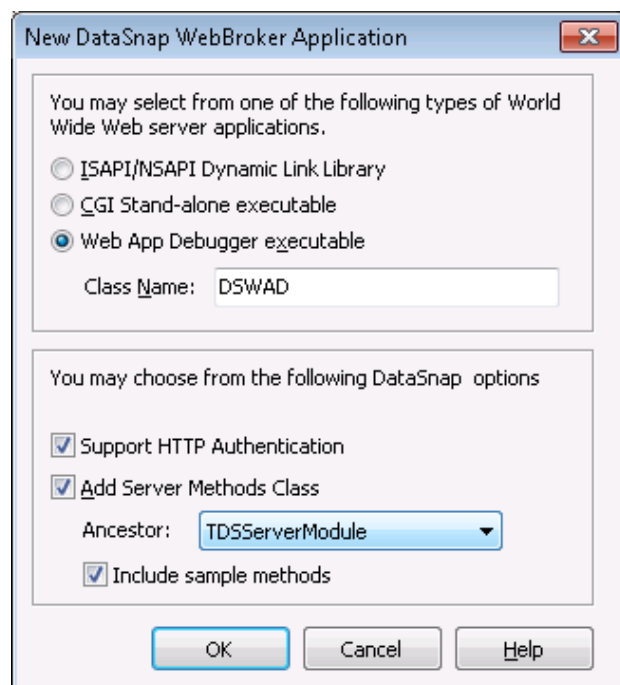 New DataSnap WebBroker Application
You may select from one of the following types of World
Wide Web server applications.
ISAPI/NSAPI Dynamic Link Library
CGI Stand-alone executable
Web App Debugger executable
Class Name: DSWAD
You may choose from the following DataSnap options
Support HTTP Authentication
Add Server Methods Class
Ancestor: TDSServerModule
Include sample methods
OK Cancel Help